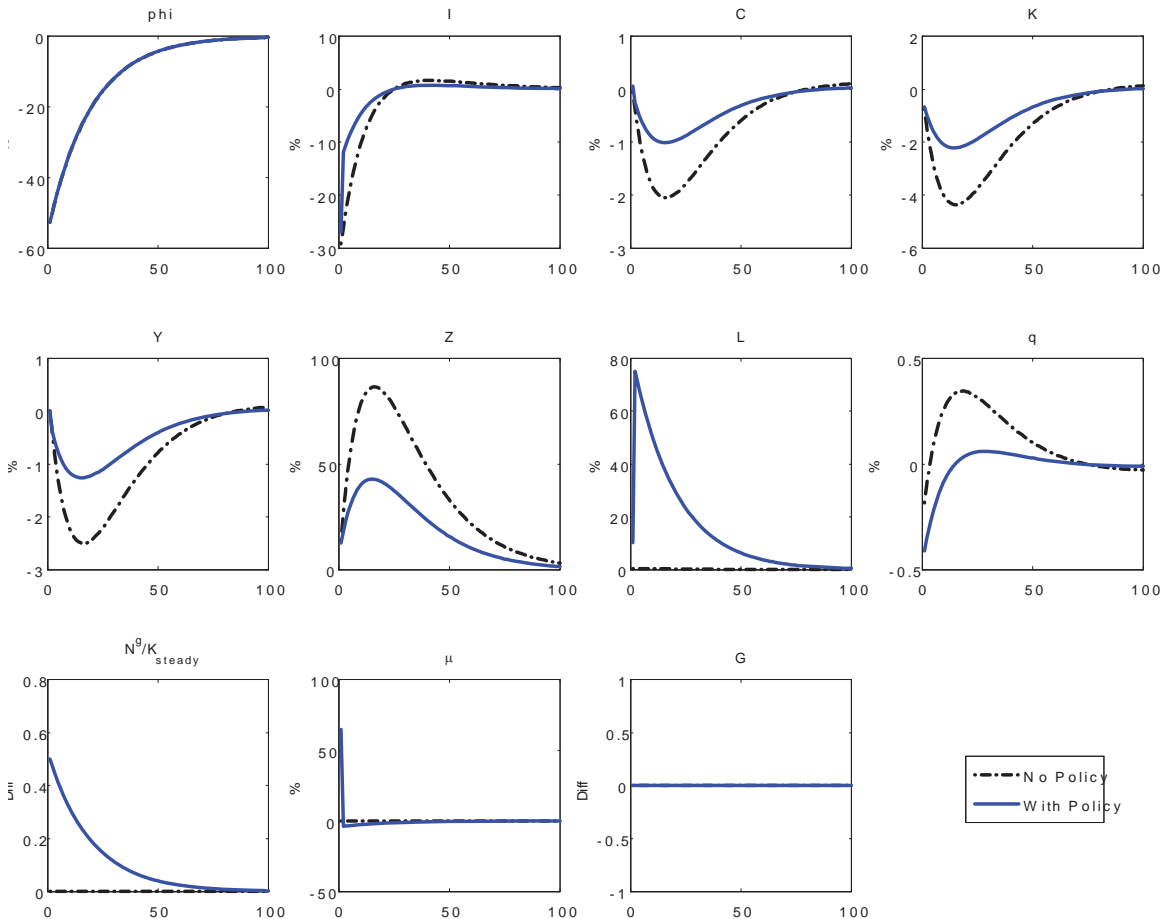 phi I C K
0 10 1 2
-20 0 0 0
-40 % -10 % -1 % -2
-20 -2 -4
-60 -30 -3 -6
0 50 100 0 50 100 0 50 100 0 50 100
Y Z L q
1 100 80 0.5
0 60
% -1 % 50 % 40 % 0
-2 20
-3 0 0 -0.5
0 50 100 0 50 100 0 50 100 0 50 100
N^g/K_steady μ G
0.8 100 1
0.6 50 0.5
0.4 % Diff 0
0.2 0 -0.5
0 -50 -1
0 50 100 0 50 100 0 50 100
No Policy
With Policy